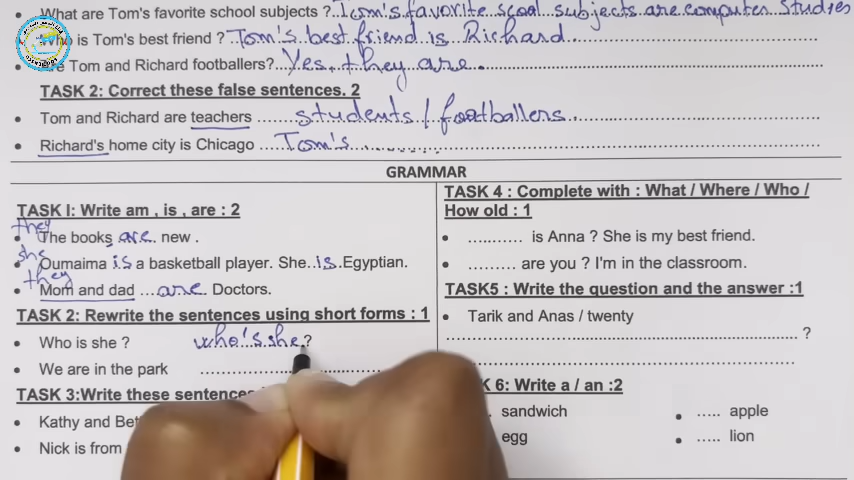 What are Tom's favorite school subjects ? Tom's favorite scool subjects are computer studies
is Tom's best friend ? Tom's best friend is Richard.
Tom and Richard footballers? Yes, they are.
TASK 2: Correct these false sentences. 2
Tom and Richard are teachers ........ students / footballers.
Richard's home city is Chicago .... Tom's
GRAMMAR
TASK I: Write am , is , are : 2
they
The books are new .
she
Oumaima is a basketball player. She is Egyptian.
they
Mom and dad ...are... Doctors.
TASK 2: Rewrite the sentences using short forms : 1
Who is she ? who's she ?
We are in the park ........
TASK 3:Write these sentences
Kathy and Bet
Nick is from
TASK 4 : Complete with : What / Where / Who /
How old : 1
............ is Anna ? She is my best friend.
......... are you ? I'm in the classroom.
TASK5 : Write the question and the answer :1
Tarik and Anas / twenty
........ ?
........
6: Write a / an :2
sandwich ..... apple
egg ..... lion